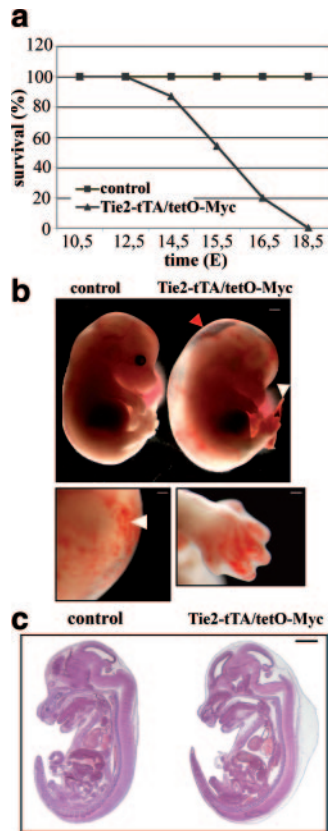 a
survival (%)
100
80
60
40
20
0
control
Tie2-tTA/tetO-Myc
10,5 12,5 14,5 15,5 16,5 18,5
time (E)
b
control Tie2-tTA/tetO-Myc
c
control Tie2-tTA/tetO-Myc